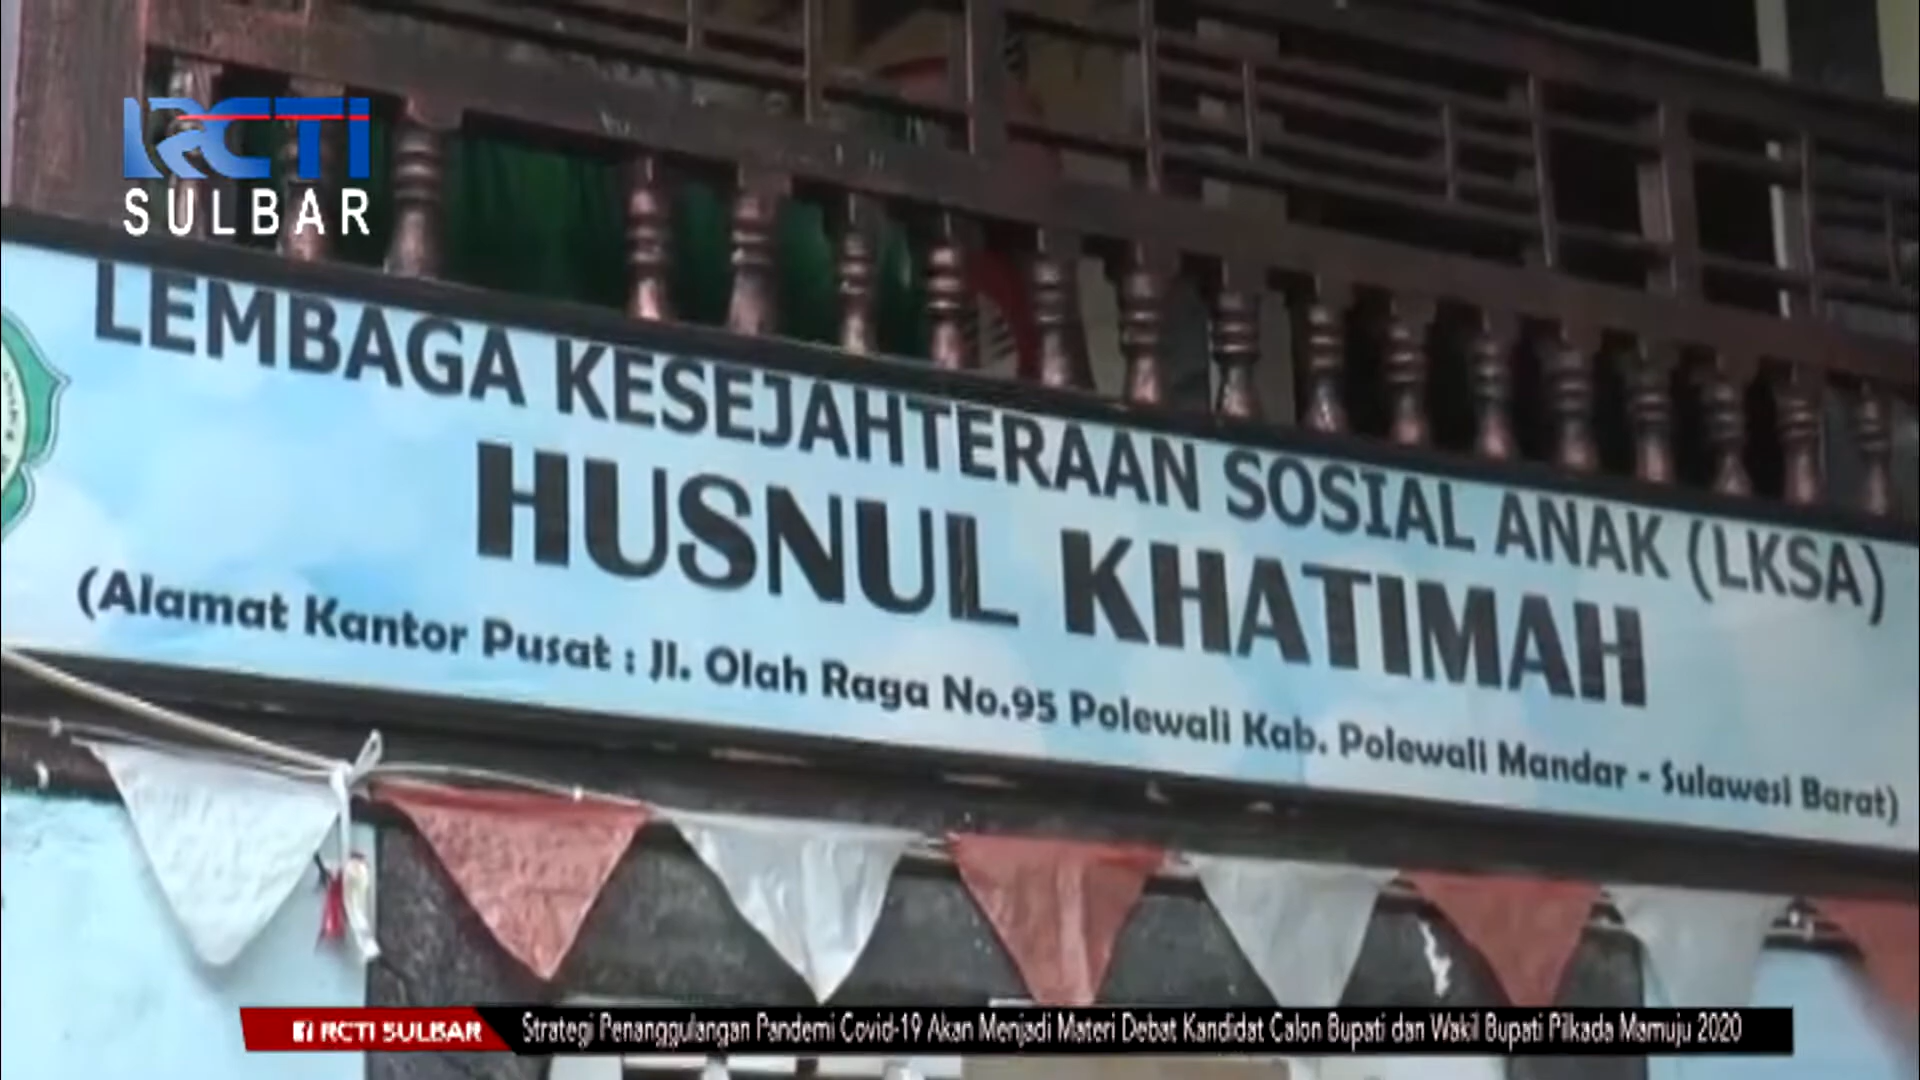 RCTI
SULBAR
LEMBAGA KESEJAHTERAAN SOSIAL ANAK (LKSA)
HUSNUL KHATIMAH
(Alamat Kantor Pusat : Jl. Olah Raga No.95 Polewali Kab. Polewali Mandar - Sulawesi Barat)
RCTI SULBAR
Strategi Penanggulangan Pandemi Covid-19 Akan Menjadi Materi Debat Kandidat Calon Bupati dan Wakil Bupati Pilkada Mamuju 2020